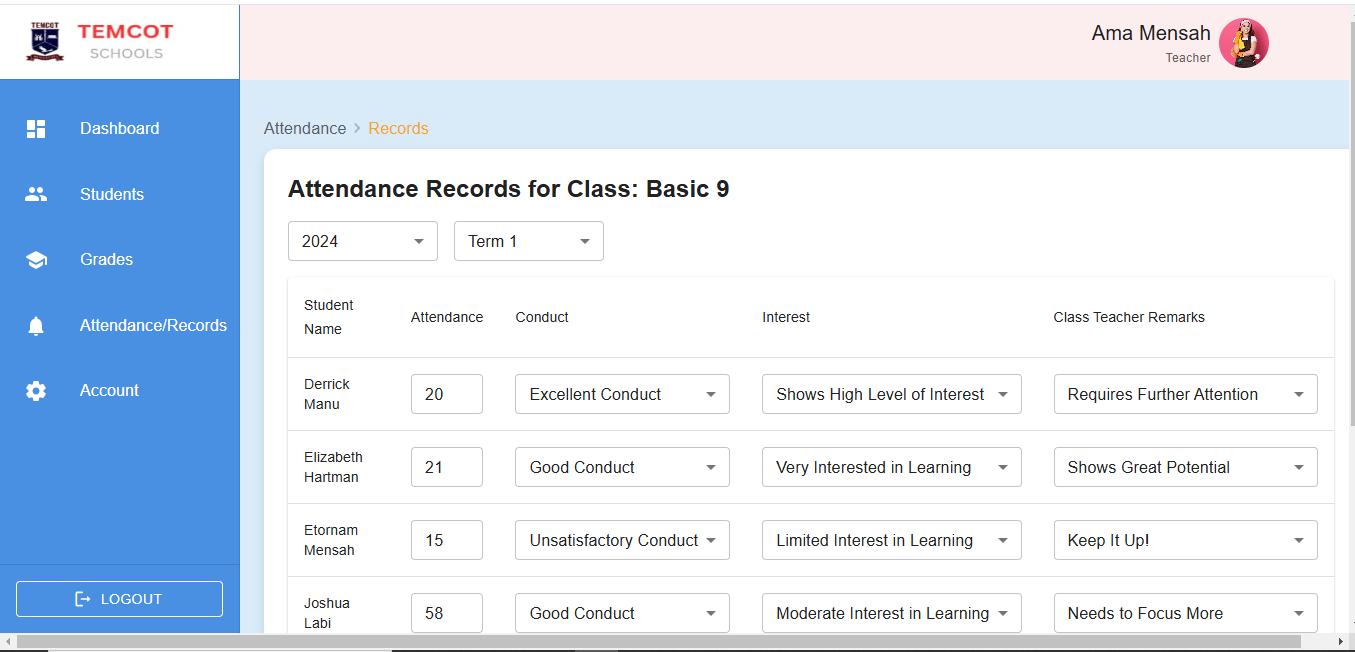 TEMCOT
TEMCOT
SCHOOLS
Ama Mensah
Teacher
Dashboard
Students
Grades
Attendance/Records
Account
LOGOUT
Attendance › Records
Attendance Records for Class: Basic 9
2024 Term 1
Student Name Attendance Conduct Interest Class Teacher Remarks
Derrick Manu 20 Excellent Conduct Shows High Level of Interest Requires Further Attention
Elizabeth Hartman 21 Good Conduct Very Interested in Learning Shows Great Potential
Etornam Mensah 15 Unsatisfactory Conduct Limited Interest in Learning Keep It Up!
Joshua Labi 58 Good Conduct Moderate Interest in Learning Needs to Focus More